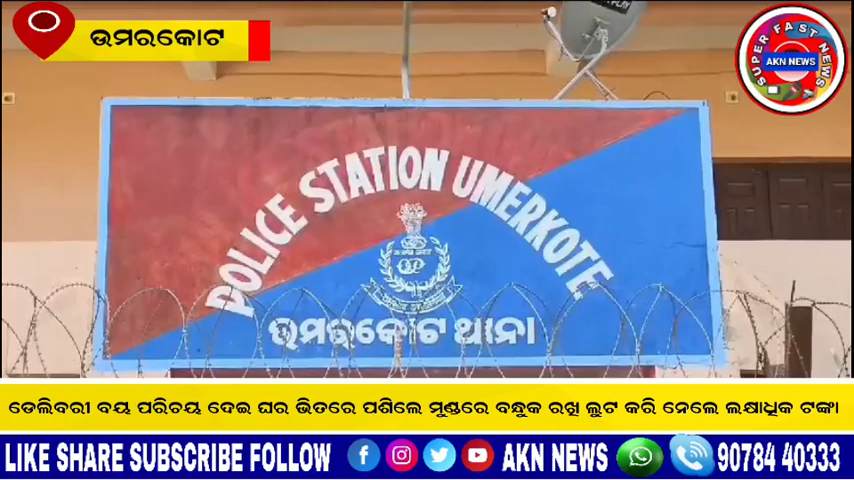 ଉମରକୋଟ
SUPER FAST NEWS
AKN NEWS
POLICE STATION UMERKOTE
ଉମରକୋଟ ଥାନା
ଡେଲିବରୀ ବୟ ପରିଚୟ ଦେଇ ଘର ଭିତରେ ପଶିଲେ ମୁଣ୍ଡରେ ବନ୍ଧୁକ ରଖି ଲୁଟ କରି ନେଲେ ଲକ୍ଷାଧିକ ଟଙ୍କା
LIKE SHARE SUBSCRIBE FOLLOW AKN NEWS 90784 40333